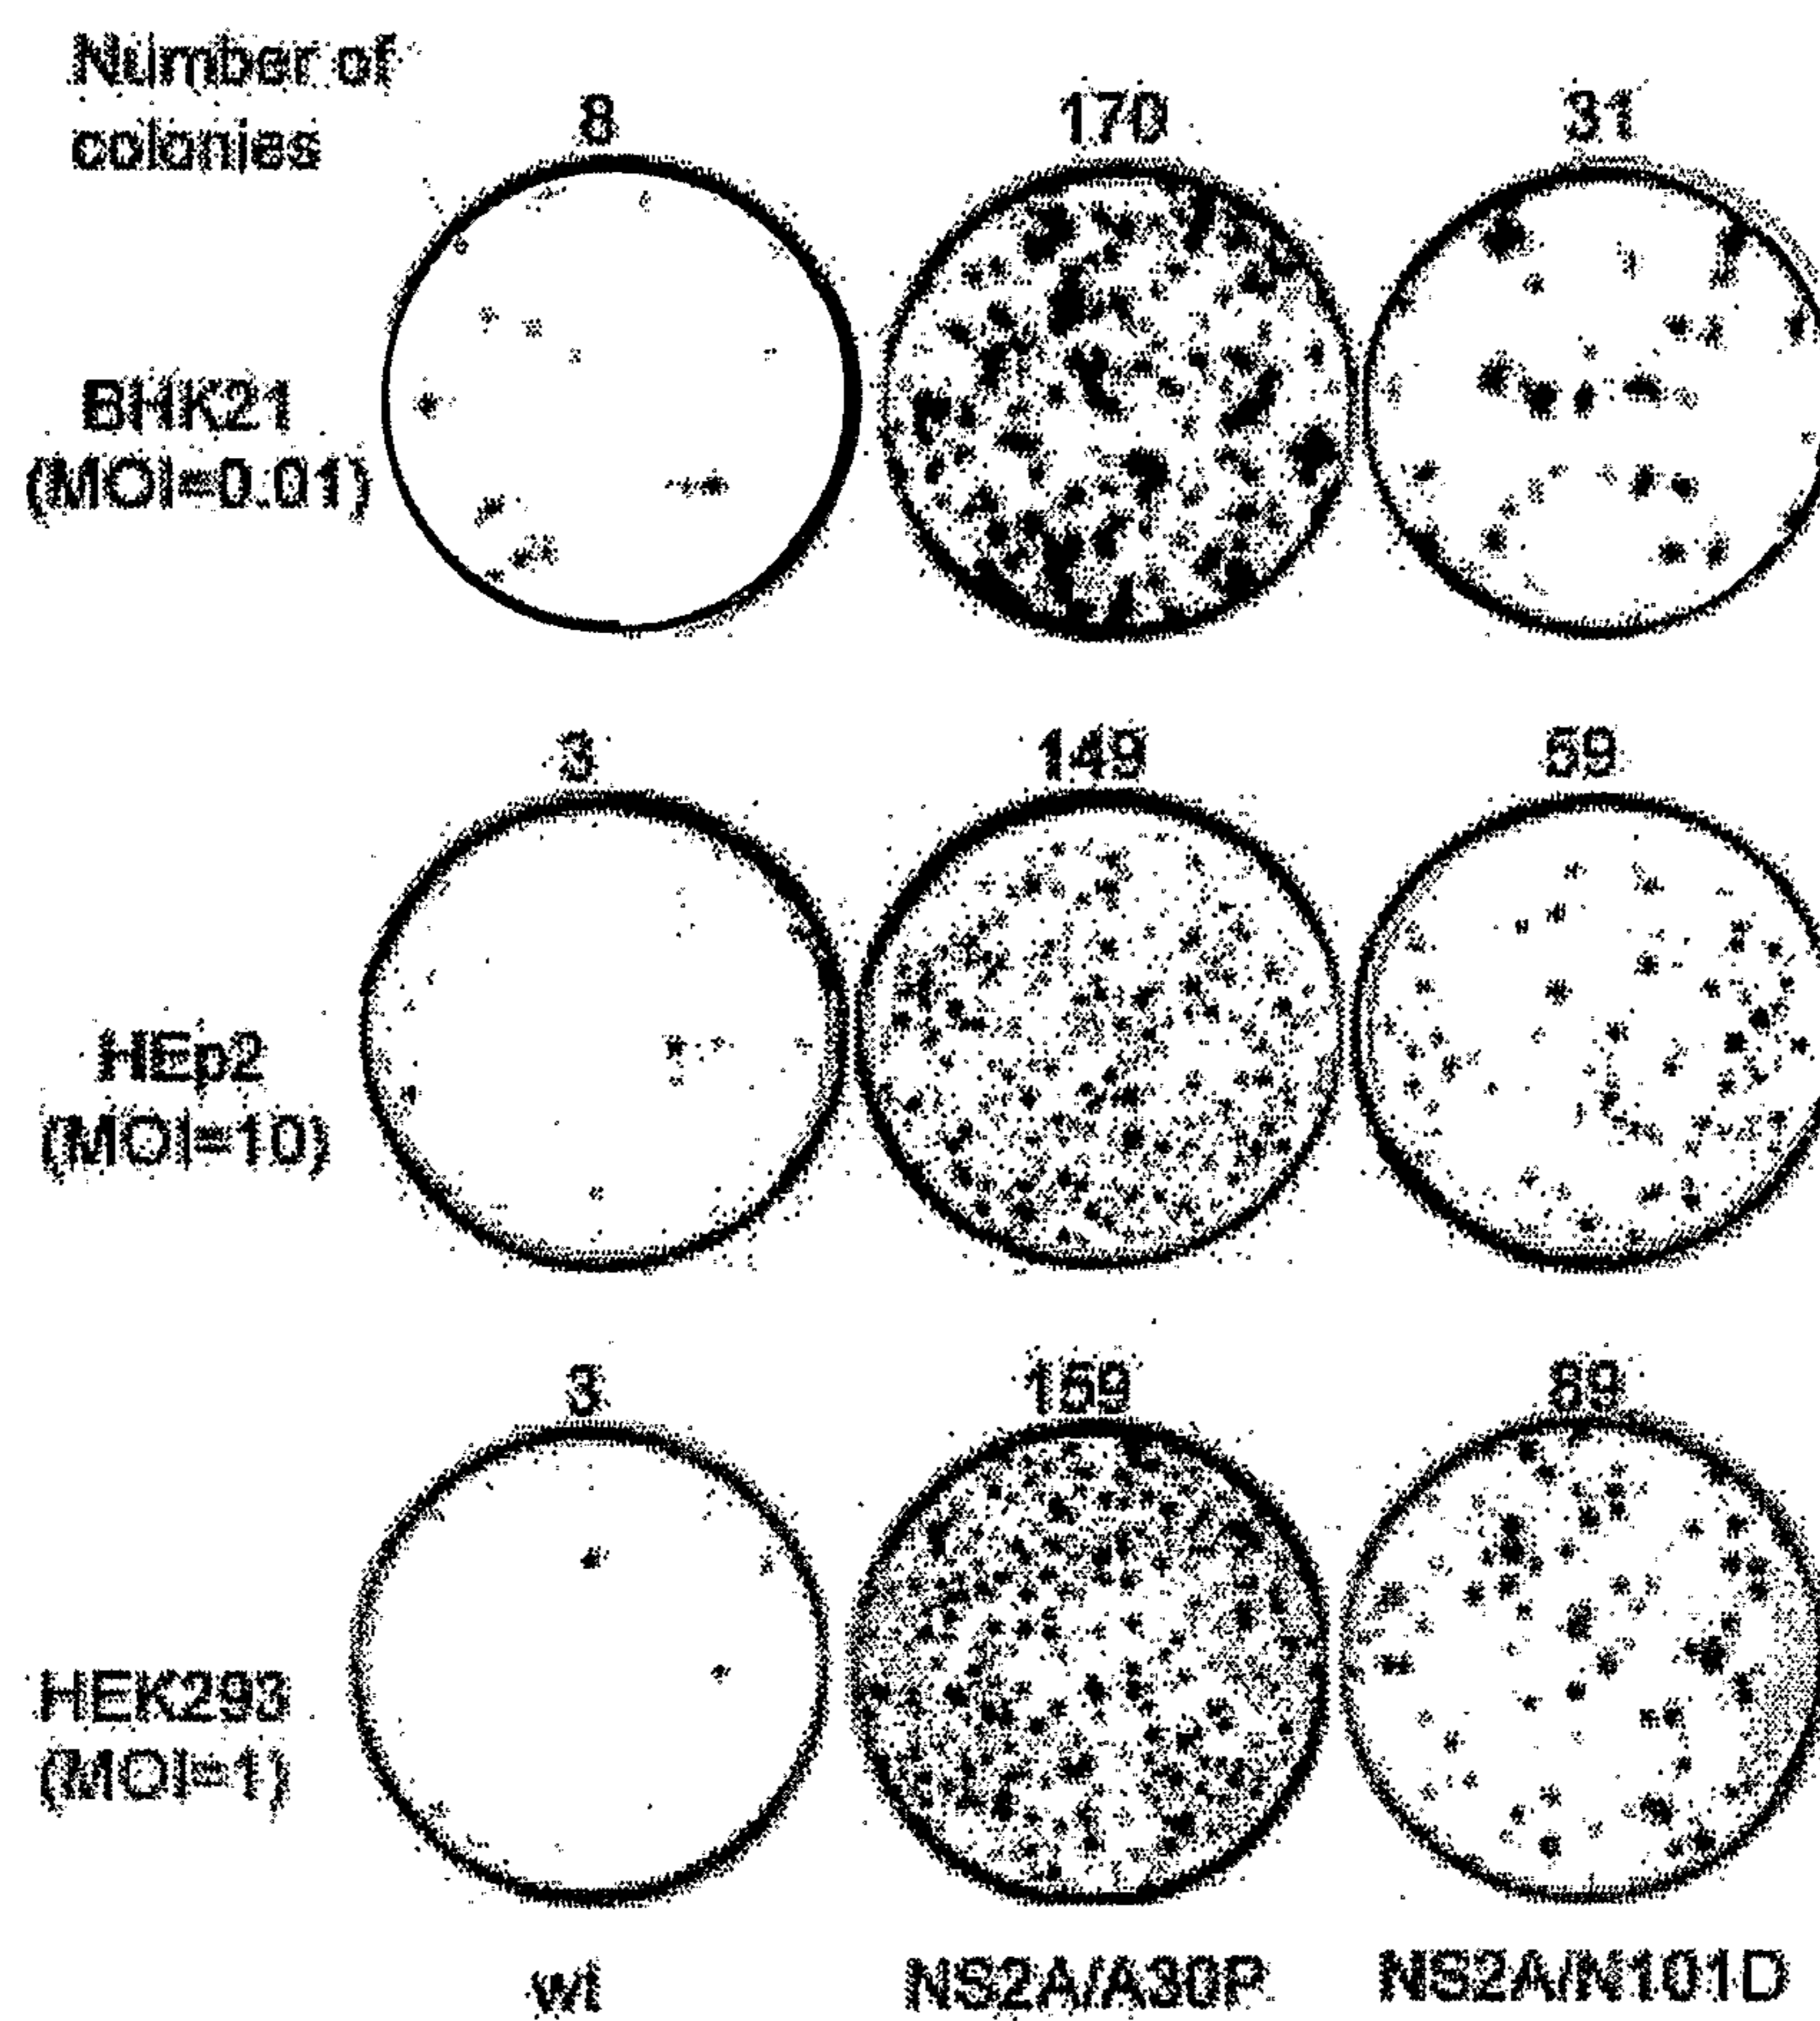 Number of
colonies
8
170
31
BHK21
(MOI=0.01)
3
149
59
HEp2
(MOI=10)
3
159
89
HEK293
(MOI=1)
wt
NS2A/A30P
NS2A/N101D